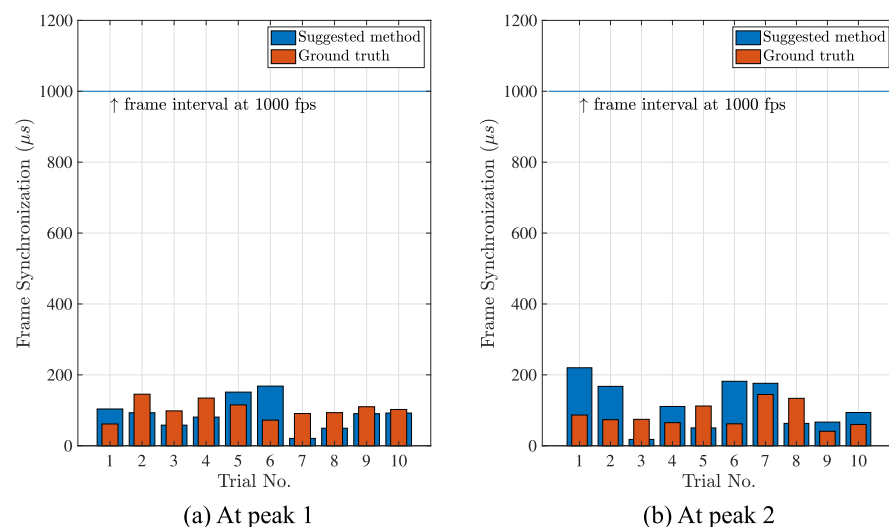 1200
1000
800
600
400
200
0
Frame Synchronization (μs)
Suggested method
Ground truth
↑ frame interval at 1000 fps
1 2 3 4 5 6 7 8 9 10
Trial No.
(a) At peak 1
1200
1000
800
600
400
200
0
Frame Synchronization (μs)
Suggested method
Ground truth
↑ frame interval at 1000 fps
1 2 3 4 5 6 7 8 9 10
Trial No.
(b) At peak 2